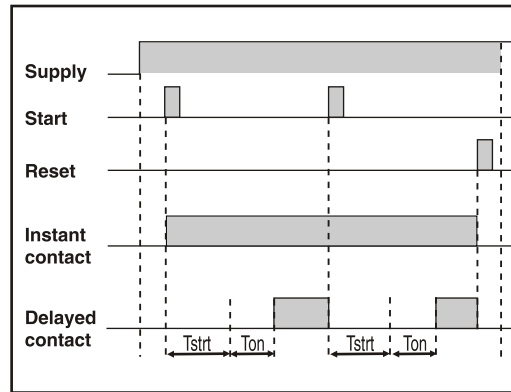 Supply
Start
Reset
Instant
contact
Delayed
contact
Tstrt Ton Tstrt Ton